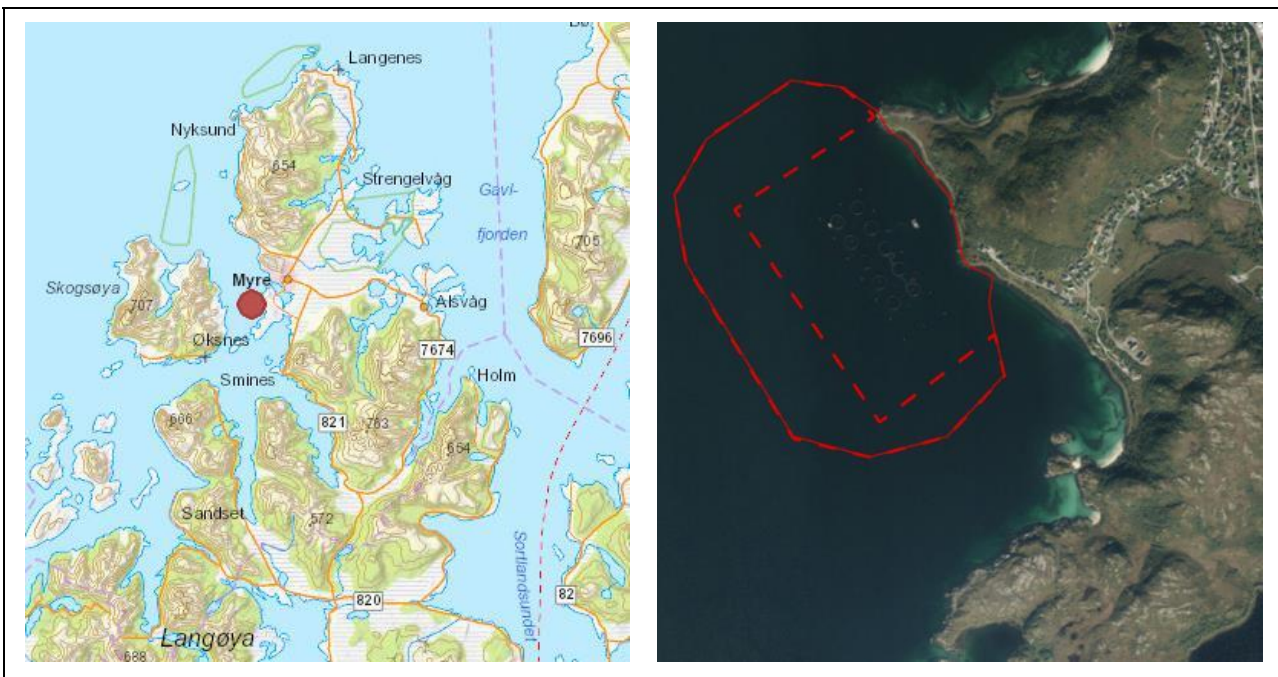 Langenes
Nyksund
654
Strengelvåg
Gavl-
fjorden
705
Myre
Skogsøya
707
Alsvåg
Øksnes
7674
7696
Smines
Holm
666
821
763
654
Sandset
572
Sortlandsundet
820
82
Langøya
688